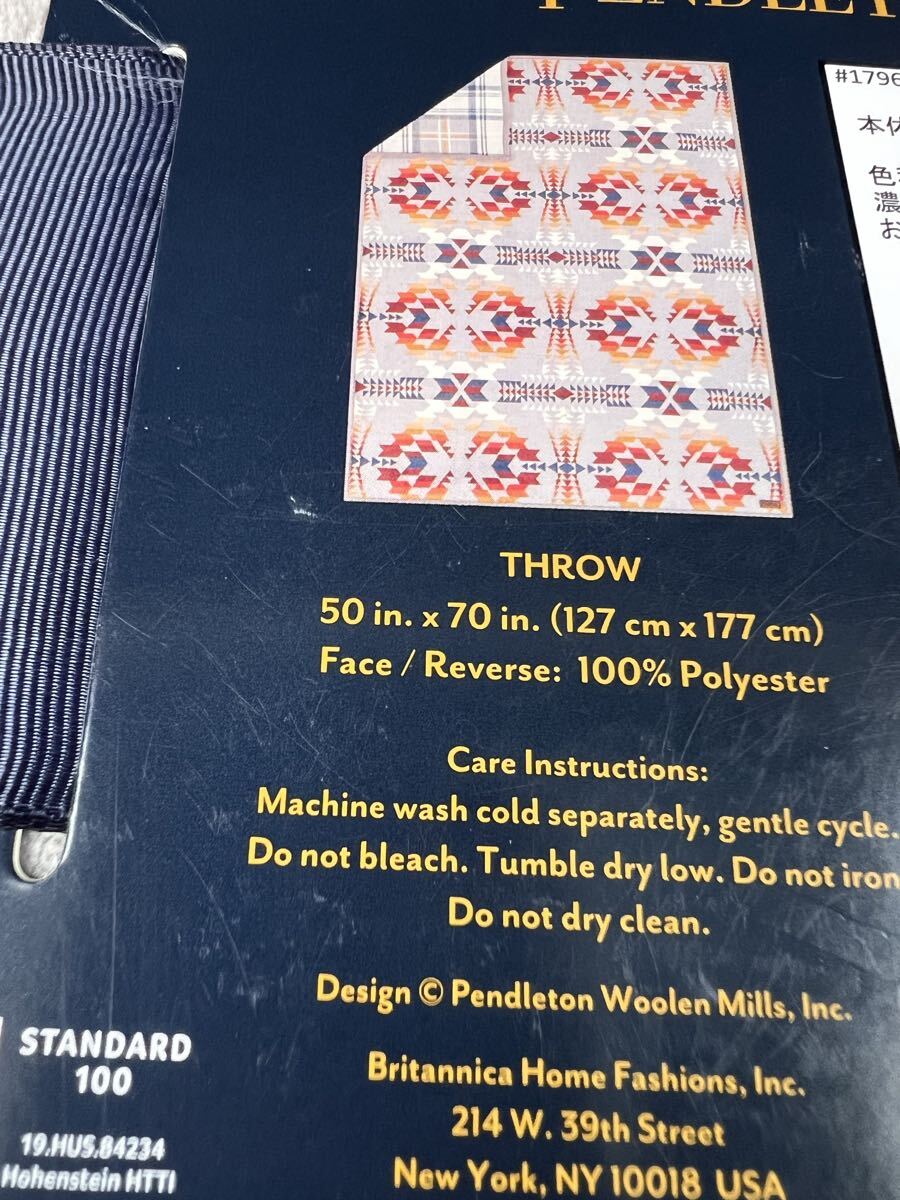 PENDLET
#1796
本体
色
濃
お
THROW
50 in. x 70 in. (127 cm x 177 cm)
Face / Reverse: 100% Polyester
Care Instructions:
Machine wash cold separately, gentle cycle.
Do not bleach. Tumble dry low. Do not iron
Do not dry clean.
Design © Pendleton Woolen Mills, Inc.
Britannica Home Fashions, Inc.
214 W. 39th Street
New York, NY 10018 USA
STANDARD
100
19.HUS.84234
Hohenstein HTTI